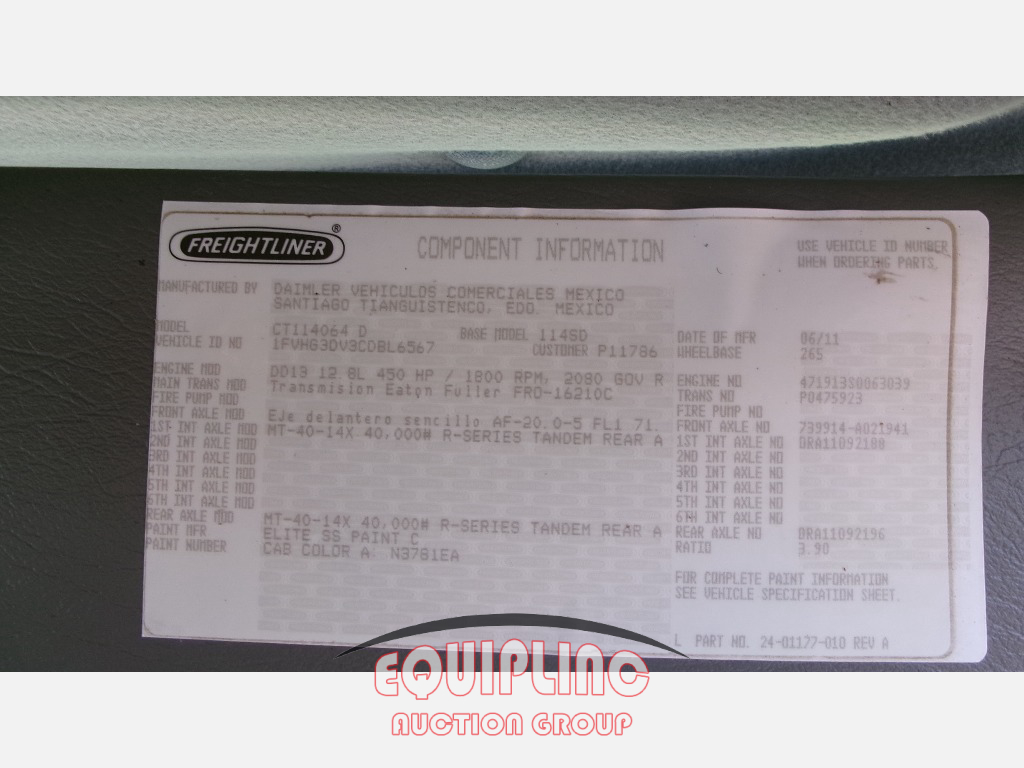 FREIGHTLINER®
COMPONENT INFORMATION
USE VEHICLE ID NUMBER
WHEN ORDERING PARTS.
MANUFACTURED BY DAIMLER VEHICULOS COMERCIALES MEXICO
SANTIAGO TIANGUISTENCO, EDO. MEXICO
MODEL CT114064 D BASE MODEL 114SD DATE OF MFR 06/11
VEHICLE ID NO 1FVHG3DV3CDBL6567 CUSTOMER P11786 WHEELBASE 265
ENGINE MOD DD13 12.8L 450 HP / 1800 RPM, 2080 GOV R ENGINE NO 471913S0063039
MAIN TRANS MOD Transmision Eaton Fuller FRO-16210C TRANS NO P0475923
FIRE PUMP MOD FIRE PUMP NO
FRONT AXLE MOD Eje delantero sencillo AF-20.0-5 FL1 71. FRONT AXLE NO 739914-A021941
1ST INT AXLE MOD MT-40-14X 40,000# R-SERIES TANDEM REAR A 1ST INT AXLE NO DRA11092180
2ND INT AXLE MOD 2ND INT AXLE NO
3RD INT AXLE MOD 3RD INT AXLE NO
4TH INT AXLE MOD 4TH INT AXLE NO
5TH INT AXLE MOD 5TH INT AXLE NO
6TH INT AXLE MOD 6TH INT AXLE NO
REAR AXLE MOD MT-40-14X 40,000# R-SERIES TANDEM REAR A REAR AXLE NO DRA11092196
PAINT MFR ELITE SS PAINT C RATIO 3.90
PAINT NUMBER CAB COLOR A: N3781EA
FOR COMPLETE PAINT INFORMATION
SEE VEHICLE SPECIFICATION SHEET.
L PART NO. 24-01177-010 REV A
EQUIPLINC
AUCTION GROUP